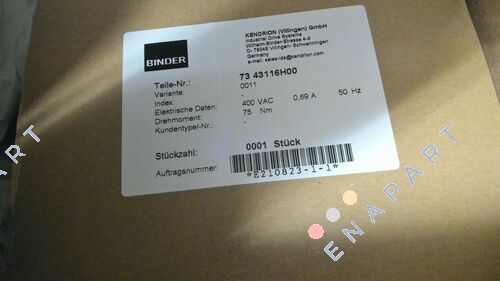 BINDER
KENDRION (Villingen) GmbH
Industrial Drive Systems
Wilhelm-Binder-Strasse 4-6
D- 78048 Villingen- Schwenningen
Germany
e-mail: sales-ids@kendrion.com
Teile-Nr.: 73 43116H00
Variante: 0011
Index: -
Elektrische Daten: 400 VAC 0,69 A 50 Hz
Drehmoment: 75 Nm
Kundentype/-Nr.: -
Stückzahl: 0001 Stück
Auftragsnummer:
*E210823-1-1*
ENAPART
ENAPART